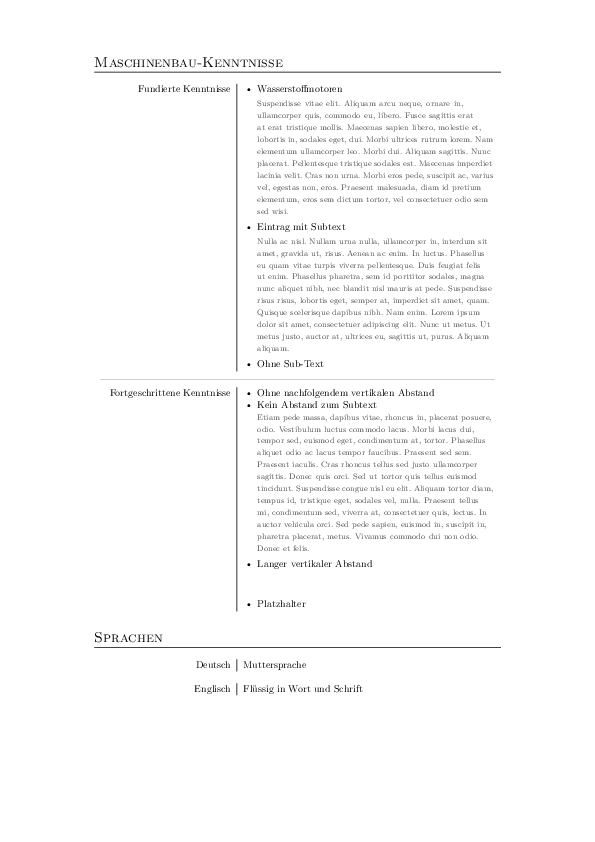 Maschinenbau-Kenntnisse
Fundierte Kenntnisse
• Wasserstoffmotoren
Suspendisse vitae elit. Aliquam arcu neque, ornare in,
ullamcorper quis, commodo eu, libero. Fusce sagittis erat
at erat tristique mollis. Maecenas sapien libero, molestie et,
lobortis in, sodales eget, dui. Morbi ultrices rutrum lorem. Nam
elementum ullamcorper leo. Morbi dui. Aliquam sagittis. Nunc
placerat. Pellentesque tristique sodales est. Maecenas imperdiet
lacinia velit. Cras non urna. Morbi eros pede, suscipit ac, varius
vel, egestas non, eros. Praesent malesuada, diam id pretium
elementum, eros sem dictum tortor, vel consectetuer odio sem
sed wisi.
• Eintrag mit Subtext
Nulla ac nisl. Nullam urna nulla, ullamcorper in, interdum sit
amet, gravida ut, risus. Aenean ac enim. In luctus. Phasellus
eu quam vitae turpis viverra pellentesque. Duis feugiat felis
ut enim. Phasellus pharetra, sem id porttitor sodales, magna
nunc aliquet nibh, nec blandit nisl mauris at pede. Suspendisse
risus risus, lobortis eget, semper at, imperdiet sit amet, quam.
Quisque scelerisque dapibus nibh. Nam enim. Lorem ipsum
dolor sit amet, consectetuer adipiscing elit. Nunc ut metus. Ut
metus justo, auctor at, ultrices eu, sagittis ut, purus. Aliquam
aliquam.
• Ohne Sub-Text
Fortgeschrittene Kenntnisse
• Ohne nachfolgendem vertikalen Abstand
• Kein Abstand zum Subtext
Etiam pede massa, dapibus vitae, rhoncus in, placerat posuere,
odio. Vestibulum luctus commodo lacus. Morbi lacus dui,
tempor sed, euismod eget, condimentum at, tortor. Phasellus
aliquet odio ac lacus tempor faucibus. Praesent sed sem.
Praesent iaculis. Cras rhoncus tellus sed justo ullamcorper
sagittis. Donec quis orci. Sed ut tortor quis tellus euismod
tincidunt. Suspendisse congue nisl eu elit. Aliquam tortor diam,
tempus id, tristique eget, sodales vel, nulla. Praesent tellus
mi, condimentum sed, viverra at, consectetuer quis, lectus. In
auctor vehicula orci. Sed pede sapien, euismod in, suscipit in,
pharetra placerat, metus. Vivamus commodo dui non odio.
Donec et felis.
• Langer vertikaler Abstand
• Platzhalter
Sprachen
Deutsch Muttersprache
Englisch Flüssig in Wort und Schrift